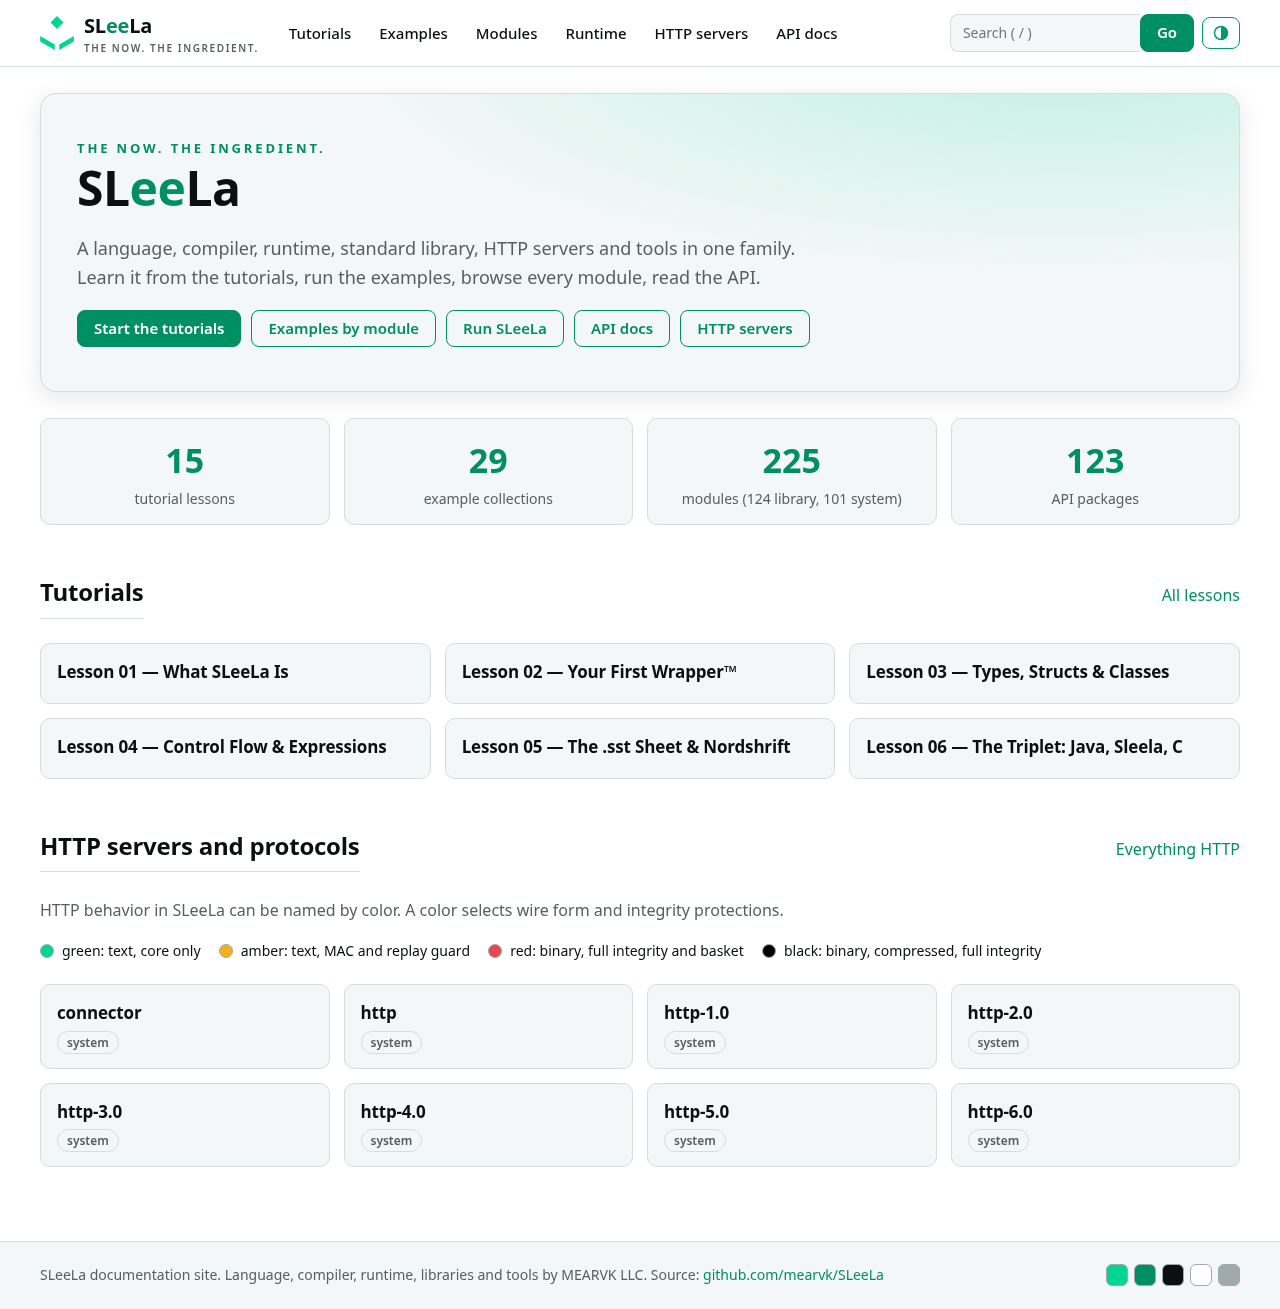 SLeeLa
THE NOW. THE INGREDIENT.
Tutorials Examples Modules Runtime HTTP servers API docs
Search ( / ) Go
THE NOW. THE INGREDIENT.
SLeeLa
A language, compiler, runtime, standard library, HTTP servers and tools in one family.
Learn it from the tutorials, run the examples, browse every module, read the API.
Start the tutorials Examples by module Run SLeeLa API docs HTTP servers
15 29 225 123
tutorial lessons example collections modules (124 library, 101 system) API packages
Tutorials All lessons
Lesson 01 — What SLeeLa Is Lesson 02 — Your First Wrapper™ Lesson 03 — Types, Structs & Classes
Lesson 04 — Control Flow & Expressions Lesson 05 — The .sst Sheet & Nordshrift Lesson 06 — The Triplet: Java, Sleela, C
HTTP servers and protocols Everything HTTP
HTTP behavior in SLeeLa can be named by color. A color selects wire form and integrity protections.
green: text, core only amber: text, MAC and replay guard red: binary, full integrity and basket black: binary, compressed, full integrity
connector http http-1.0 http-2.0
system system system system
http-3.0 http-4.0 http-5.0 http-6.0
system system system system
SLeeLa documentation site. Language, compiler, runtime, libraries and tools by MEARVK LLC. Source: github.com/mearvk/SLeeLa